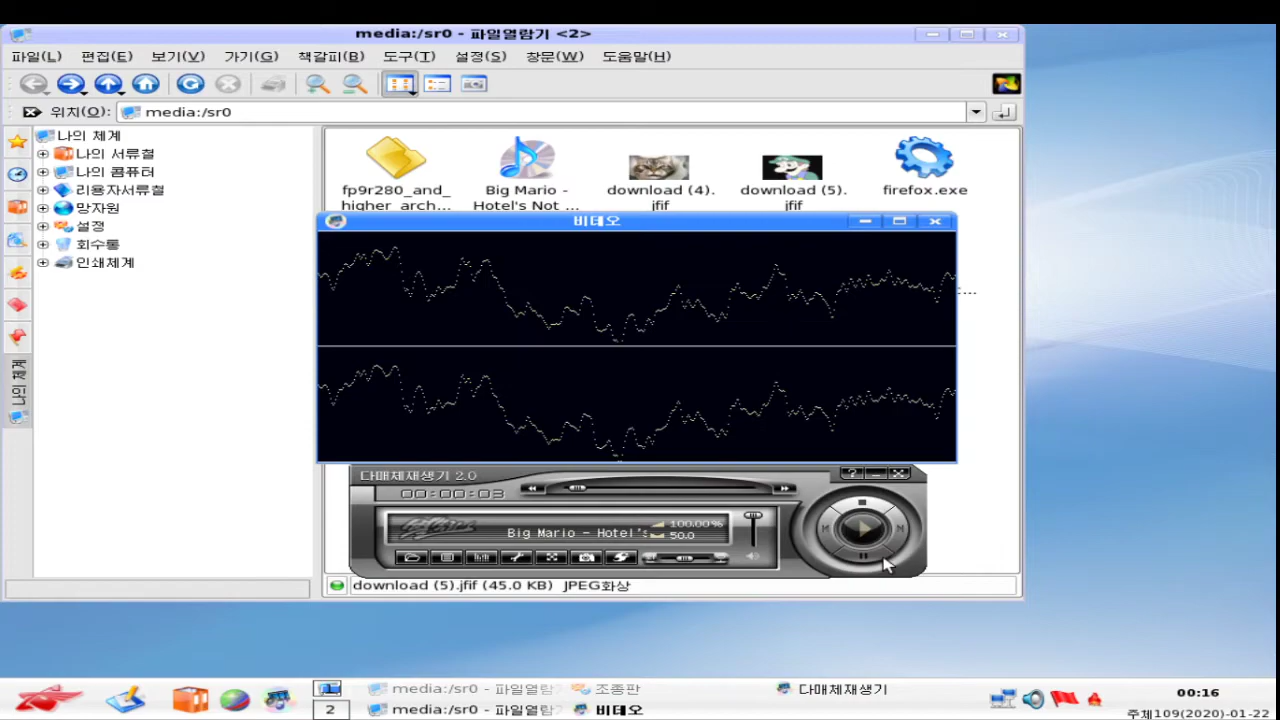 media:/sr0 - 파일열람기 <2>
파일(L) 편집(E) 보기(V) 가기(G) 책갈피(B) 도구(T) 설정(S) 창문(W) 도움말(H)
위치(O): media:/sr0
나의 체계
나의 서류철
나의 콤퓨터
리용자서류철
망자원
설정
회수통
인쇄체계
나의 체계
fp9r280_and_
higher_arch...
Big Mario -
Hotel's Not ...
download (4).
jfif
download (5).
jfif
firefox.exe
비데오
...
다매체재생기 2.0
00:00:03
Big Mario - Hotel's
100.00%
50.0
download (5).jfif (45.0 KB) JPEG화상
media:/sr0 - 파일열람
조종판
다매체재생기
2
media:/sr0 - 파일열람
비데오
00:16
주체109(2020)-01-22